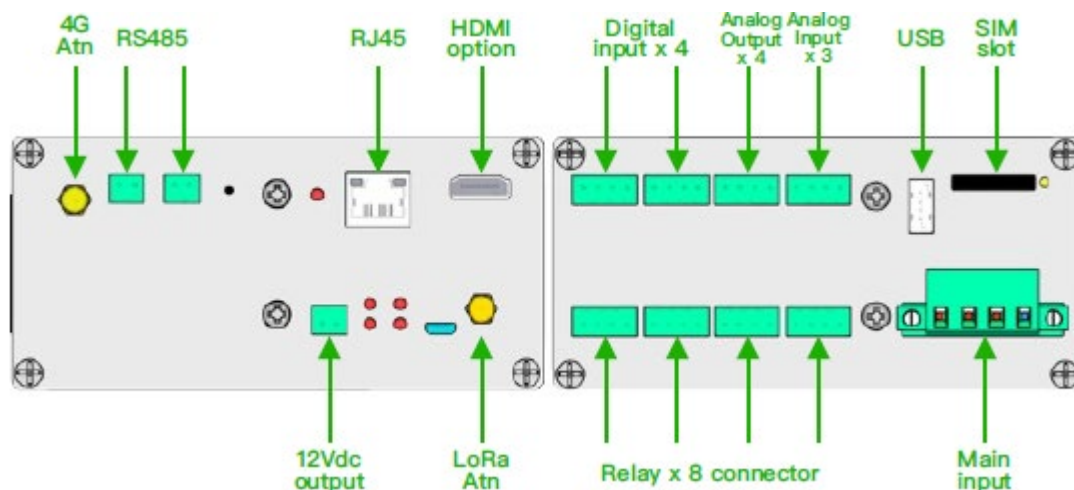 4G
Atn
RS485
RJ45
HDMI
option
Digital
input x 4
Analog
Output
x 4
Analog
Input
x 3
USB
SIM
slot
12Vdc
output
LoRa
Atn
Relay x 8 connector
Main
input